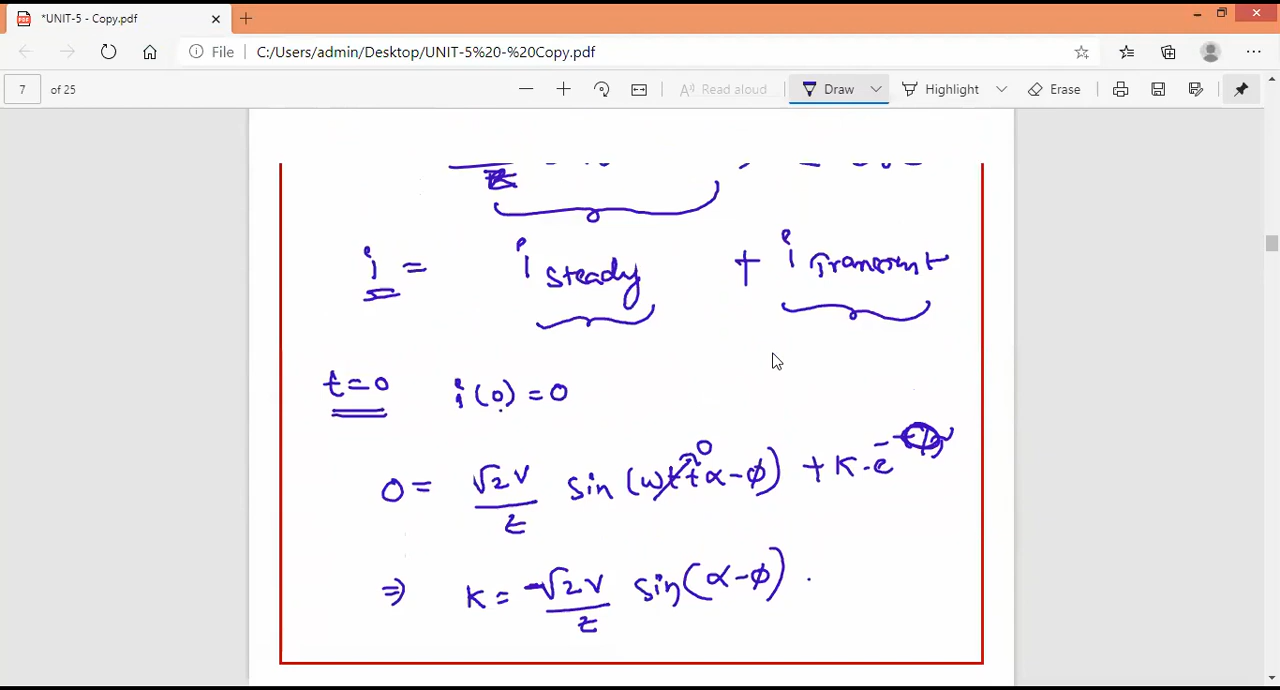 *UNIT-5 - Copy.pdf
File C:/Users/admin/Desktop/UNIT-5%20-%20Copy.pdf
7 of 25 Read aloud Draw Highlight Erase
i = i steady + i Transient
t=0 i(0) = 0
0 = √2V/z sin(ωt+α-φ) 0 + K.e^-
⇒ K = -√2V/z sin(α-φ).